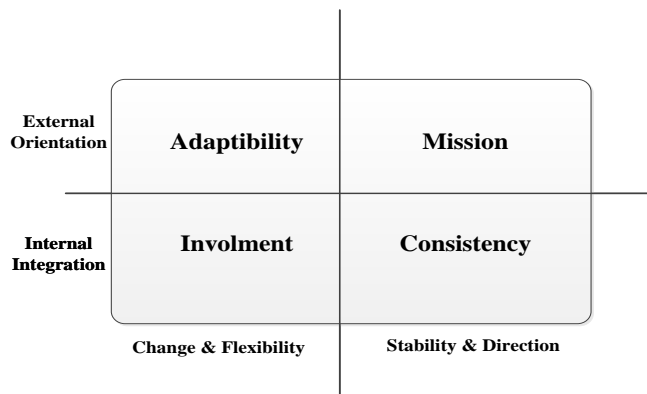 External
Orientation
Adaptibility
Mission
Internal
Integration
Involment
Consistency
Change & Flexibility
Stability & Direction